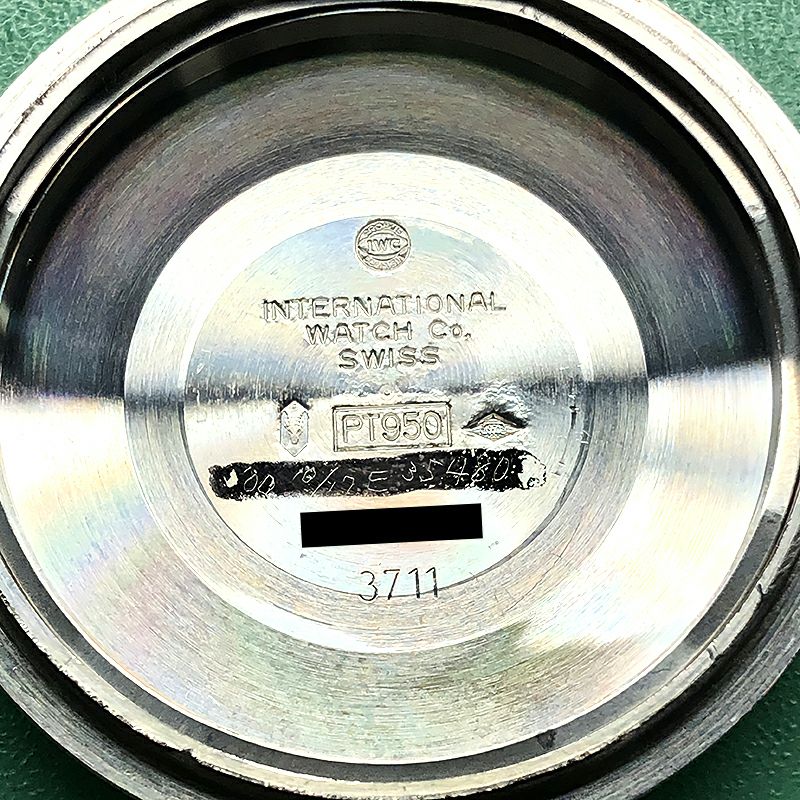 IWC
INTERNATIONAL
WATCH Co.
SWISS
PT950
3711